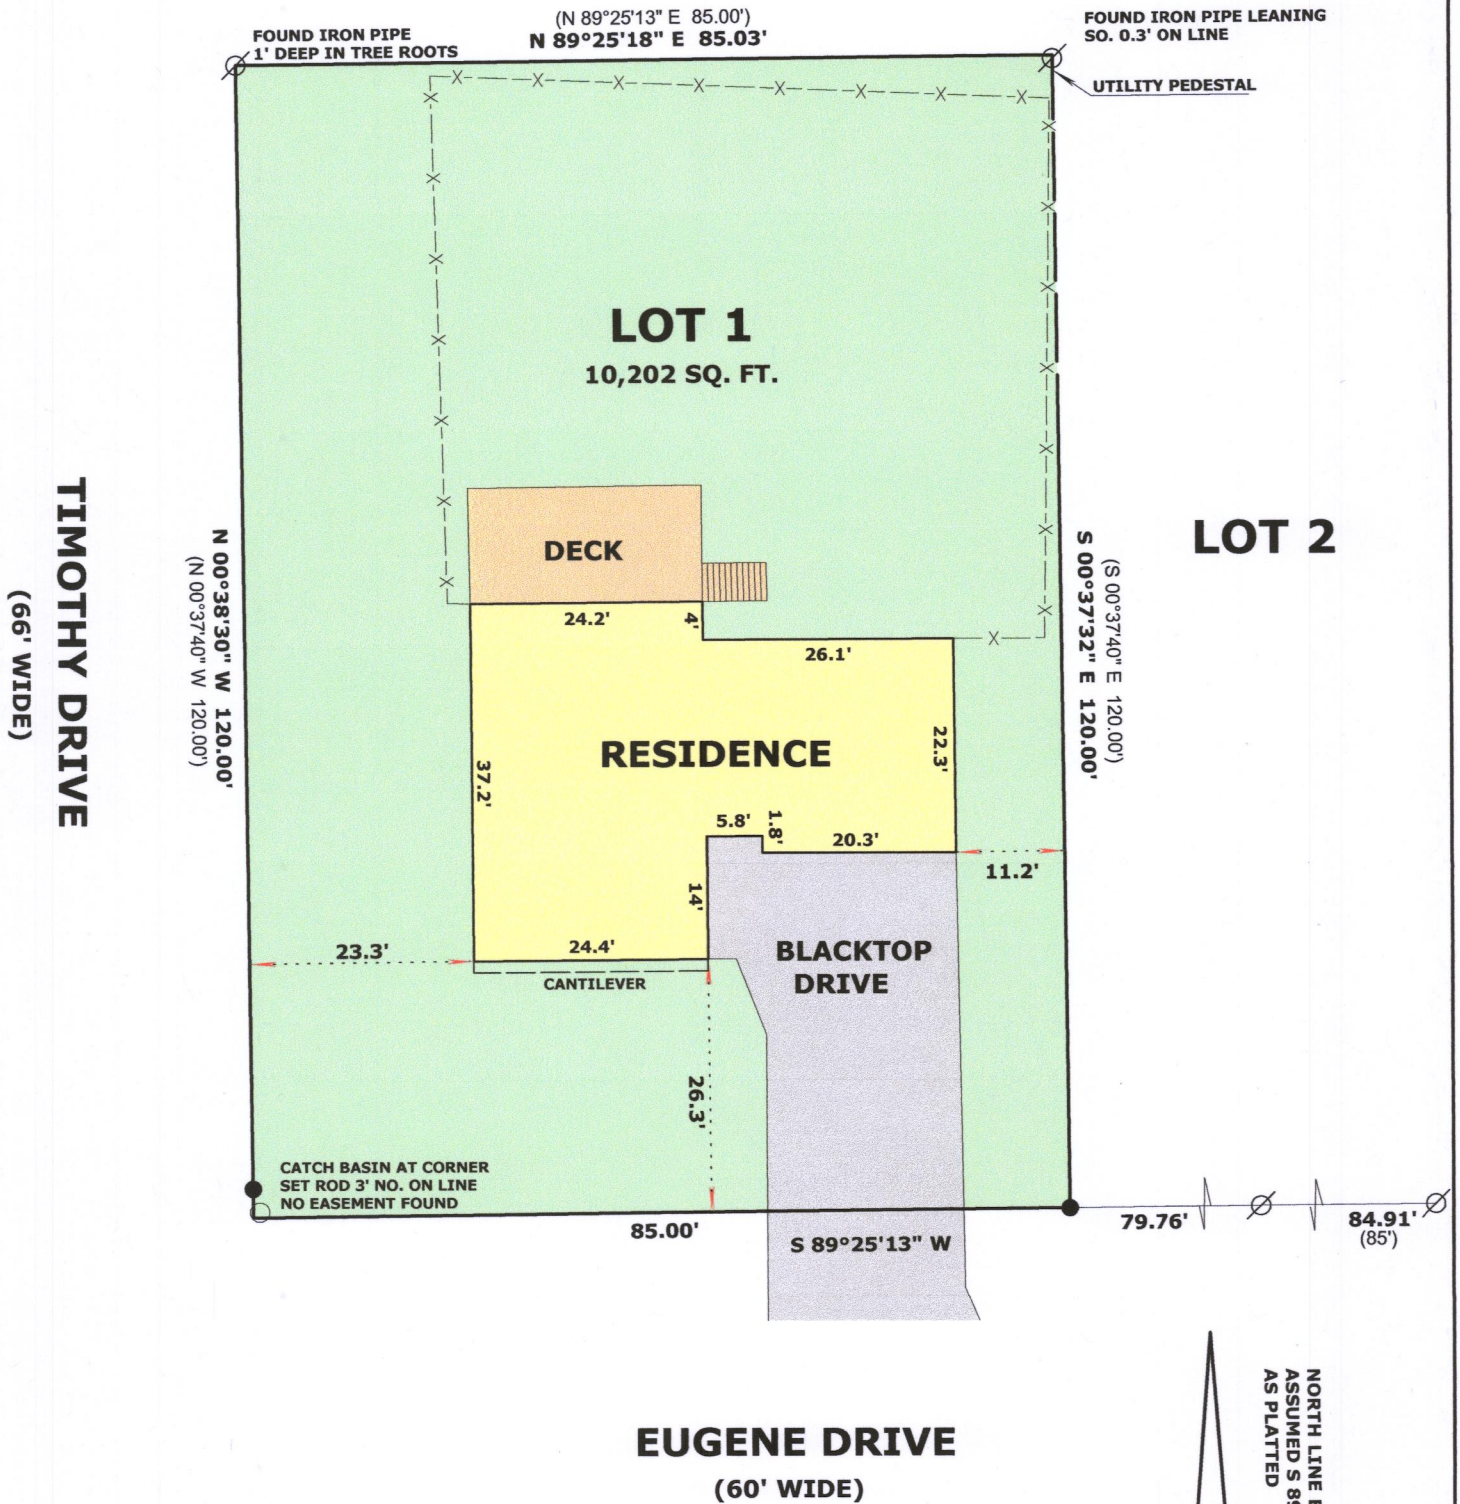 (N 89°25'13" E 85.00')
N 89°25'18" E 85.03'
FOUND IRON PIPE
1' DEEP IN TREE ROOTS
FOUND IRON PIPE LEANING
SO. 0.3' ON LINE
UTILITY PEDESTAL
LOT 1
10,202 SQ. FT.
LOT 2
TIMOTHY DRIVE
(66' WIDE)
N 00°38'30" W 120.00'
(N 00°37'40" W 120.00')
S 00°37'32" E 120.00'
(S 00°37'40" E 120.00')
DECK
24.2'
4'
26.1'
RESIDENCE
37.2'
22.3'
5.8'
1.8'
20.3'
11.2'
14'
24.4'
23.3'
CANTILEVER
BLACKTOP
DRIVE
26.3'
CATCH BASIN AT CORNER
SET ROD 3' NO. ON LINE
NO EASEMENT FOUND
85.00'
S 89°25'13" W
79.76'
84.91'
(85')
NORTH LINE
ASSUMED S
AS PLATTED
EUGENE DRIVE
(60' WIDE)